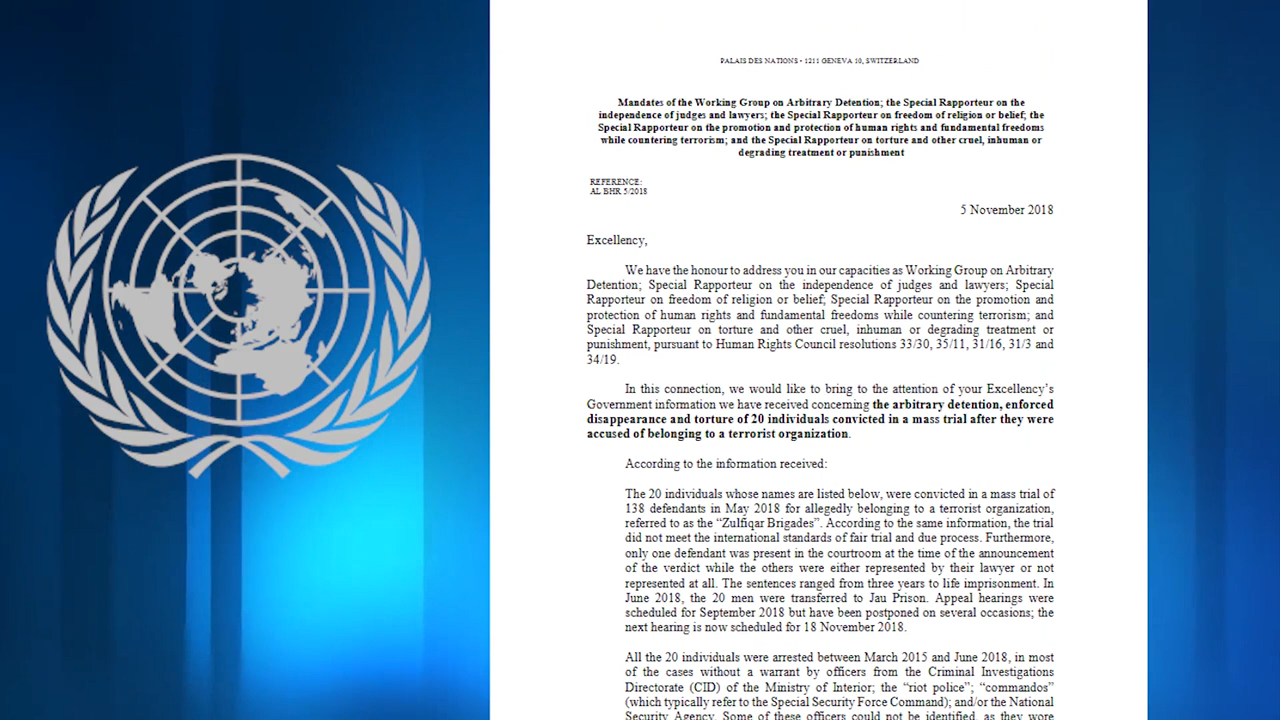 PALAIS DES NATIONS • 1211 GENEVA 10, SWITZERLAND
Mandates of the Working Group on Arbitrary Detention; the Special Rapporteur on the
independence of judges and lawyers; the Special Rapporteur on freedom of religion or belief; the
Special Rapporteur on the promotion and protection of human rights and fundamental freedoms
while countering terrorism; and the Special Rapporteur on torture and other cruel, inhuman or
degrading treatment or punishment
REFERENCE:
AL BHR 5/2018
5 November 2018
Excellency,
We have the honour to address you in our capacities as Working Group on Arbitrary
Detention; Special Rapporteur on the independence of judges and lawyers; Special
Rapporteur on freedom of religion or belief; Special Rapporteur on the promotion and
protection of human rights and fundamental freedoms while countering terrorism; and
Special Rapporteur on torture and other cruel, inhuman or degrading treatment or
punishment, pursuant to Human Rights Council resolutions 33/30, 35/11, 31/16, 31/3 and
34/19.
In this connection, we would like to bring to the attention of your Excellency's
Government information we have received concerning the arbitrary detention, enforced
disappearance and torture of 20 individuals convicted in a mass trial after they were
accused of belonging to a terrorist organization.
According to the information received:
The 20 individuals whose names are listed below, were convicted in a mass trial of
138 defendants in May 2018 for allegedly belonging to a terrorist organization,
referred to as the “Zulfiqar Brigades”. According to the same information, the trial
did not meet the international standards of fair trial and due process. Furthermore,
only one defendant was present in the courtroom at the time of the announcement
of the verdict while the others were either represented by their lawyer or not
represented at all. The sentences ranged from three years to life imprisonment. In
June 2018, the 20 men were transferred to Jau Prison. Appeal hearings were
scheduled for September 2018 but have been postponed on several occasions; the
next hearing is now scheduled for 18 November 2018.
All the 20 individuals were arrested between March 2015 and June 2018, in most
of the cases without a warrant by officers from the Criminal Investigations
Directorate (CID) of the Ministry of Interior; the “riot police”; “commandos”
(which typically refer to the Special Security Force Command); and/or the National
Security Agency. Some of these officers could not be identified, as they were